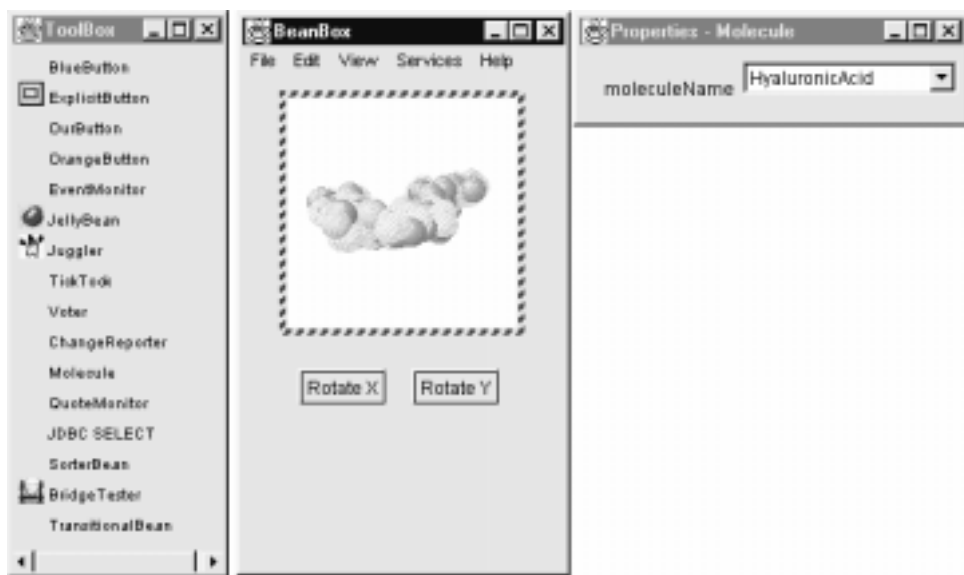 ToolBox
BlueButton
ExplicitButton
OurButton
OrangeButton
EventMonitor
JellyBean
Juggler
TickTock
Voter
ChangeReporter
Molecule
QuoteMonitor
JDBC SELECT
SorterBean
BridgeTester
TransitionalBean
BeanBox
File Edit View Services Help
Rotate X Rotate Y
Properties - Molecule
moleculeName HyaluronicAcid